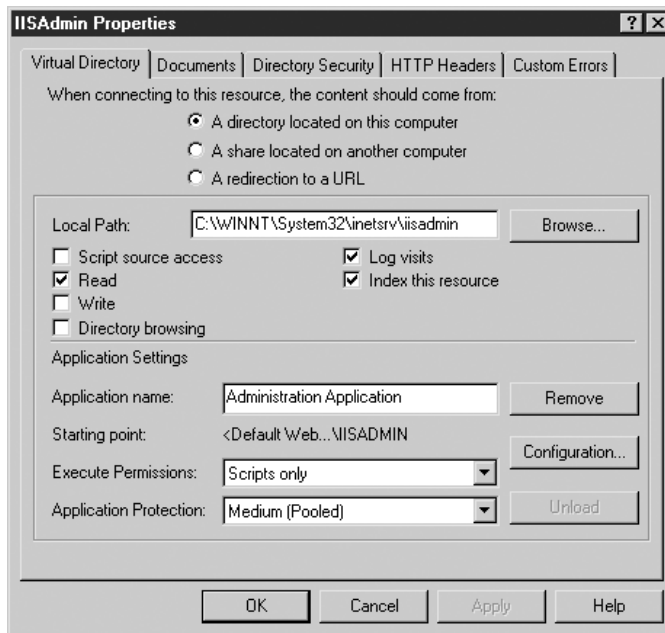 IISAdmin Properties
Virtual Directory Documents Directory Security HTTP Headers Custom Errors
When connecting to this resource, the content should come from:
A directory located on this computer
A share located on another computer
A redirection to a URL
Local Path: C:\WINNT\System32\inetsrv\iisadmin Browse...
Script source access Log visits
Read Index this resource
Write
Directory browsing
Application Settings
Application name: Administration Application Remove
Starting point: <Default Web...\IISADMIN
Configuration...
Execute Permissions: Scripts only
Application Protection: Medium (Pooled) Unload
OK Cancel Apply Help